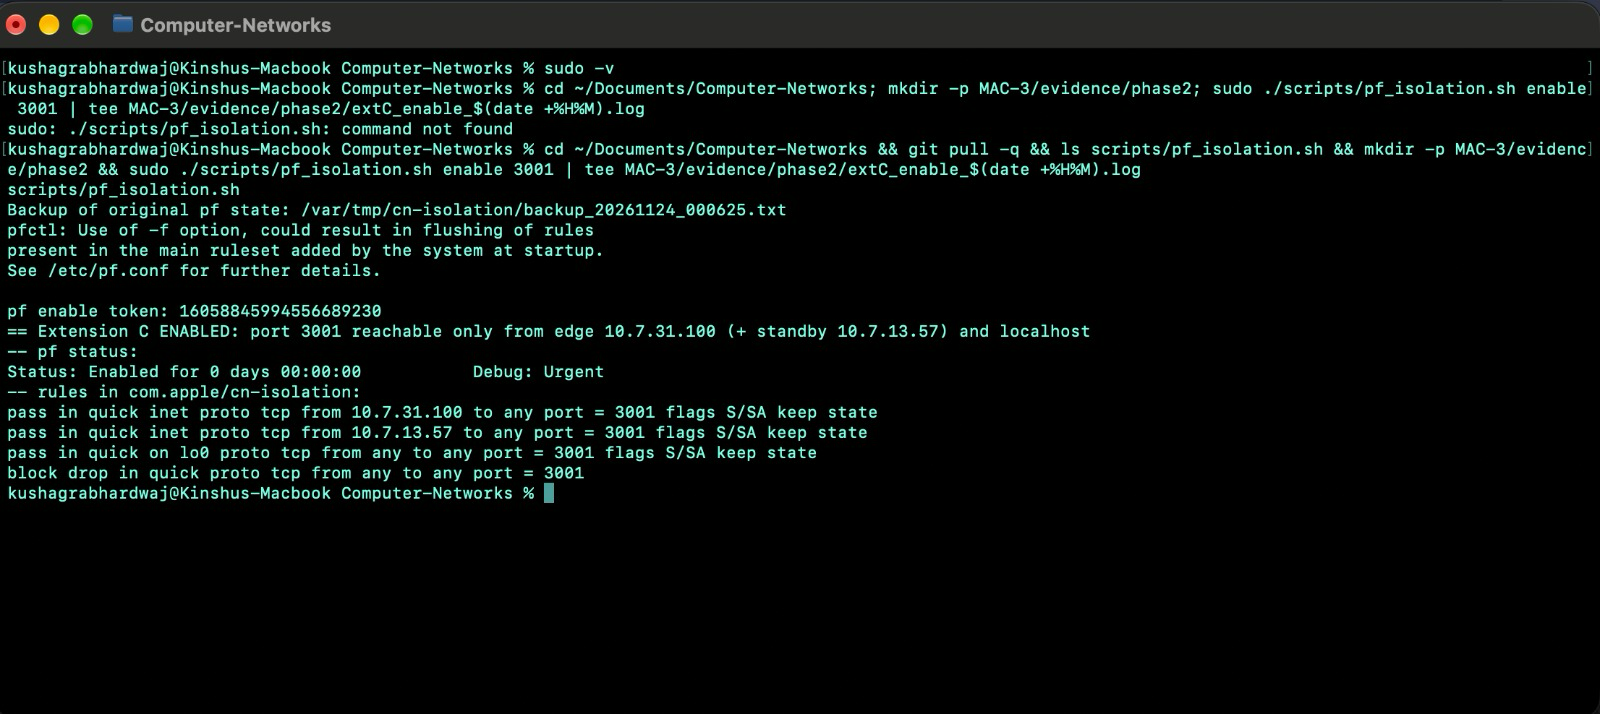 Computer-Networks
[kushagrabhardwaj@Kinshus-Macbook Computer-Networks % sudo -v ]
[kushagrabhardwaj@Kinshus-Macbook Computer-Networks % cd ~/Documents/Computer-Networks; mkdir -p MAC-3/evidence/phase2; sudo ./scripts/pf_isolation.sh enable]
3001 | tee MAC-3/evidence/phase2/extC_enable_$(date +%H%M).log
sudo: ./scripts/pf_isolation.sh: command not found
[kushagrabhardwaj@Kinshus-Macbook Computer-Networks % cd ~/Documents/Computer-Networks && git pull -q && ls scripts/pf_isolation.sh && mkdir -p MAC-3/evidenc]
e/phase2 && sudo ./scripts/pf_isolation.sh enable 3001 | tee MAC-3/evidence/phase2/extC_enable_$(date +%H%M).log
scripts/pf_isolation.sh
Backup of original pf state: /var/tmp/cn-isolation/backup_20261124_000625.txt
pfctl: Use of -f option, could result in flushing of rules
present in the main ruleset added by the system at startup.
See /etc/pf.conf for further details.
pf enable token: 16058845994556689230
== Extension C ENABLED: port 3001 reachable only from edge 10.7.31.100 (+ standby 10.7.13.57) and localhost
-- pf status:
Status: Enabled for 0 days 00:00:00 Debug: Urgent
-- rules in com.apple/cn-isolation:
pass in quick inet proto tcp from 10.7.31.100 to any port = 3001 flags S/SA keep state
pass in quick inet proto tcp from 10.7.13.57 to any port = 3001 flags S/SA keep state
pass in quick on lo0 proto tcp from any to any port = 3001 flags S/SA keep state
block drop in quick proto tcp from any to any port = 3001
kushagrabhardwaj@Kinshus-Macbook Computer-Networks %